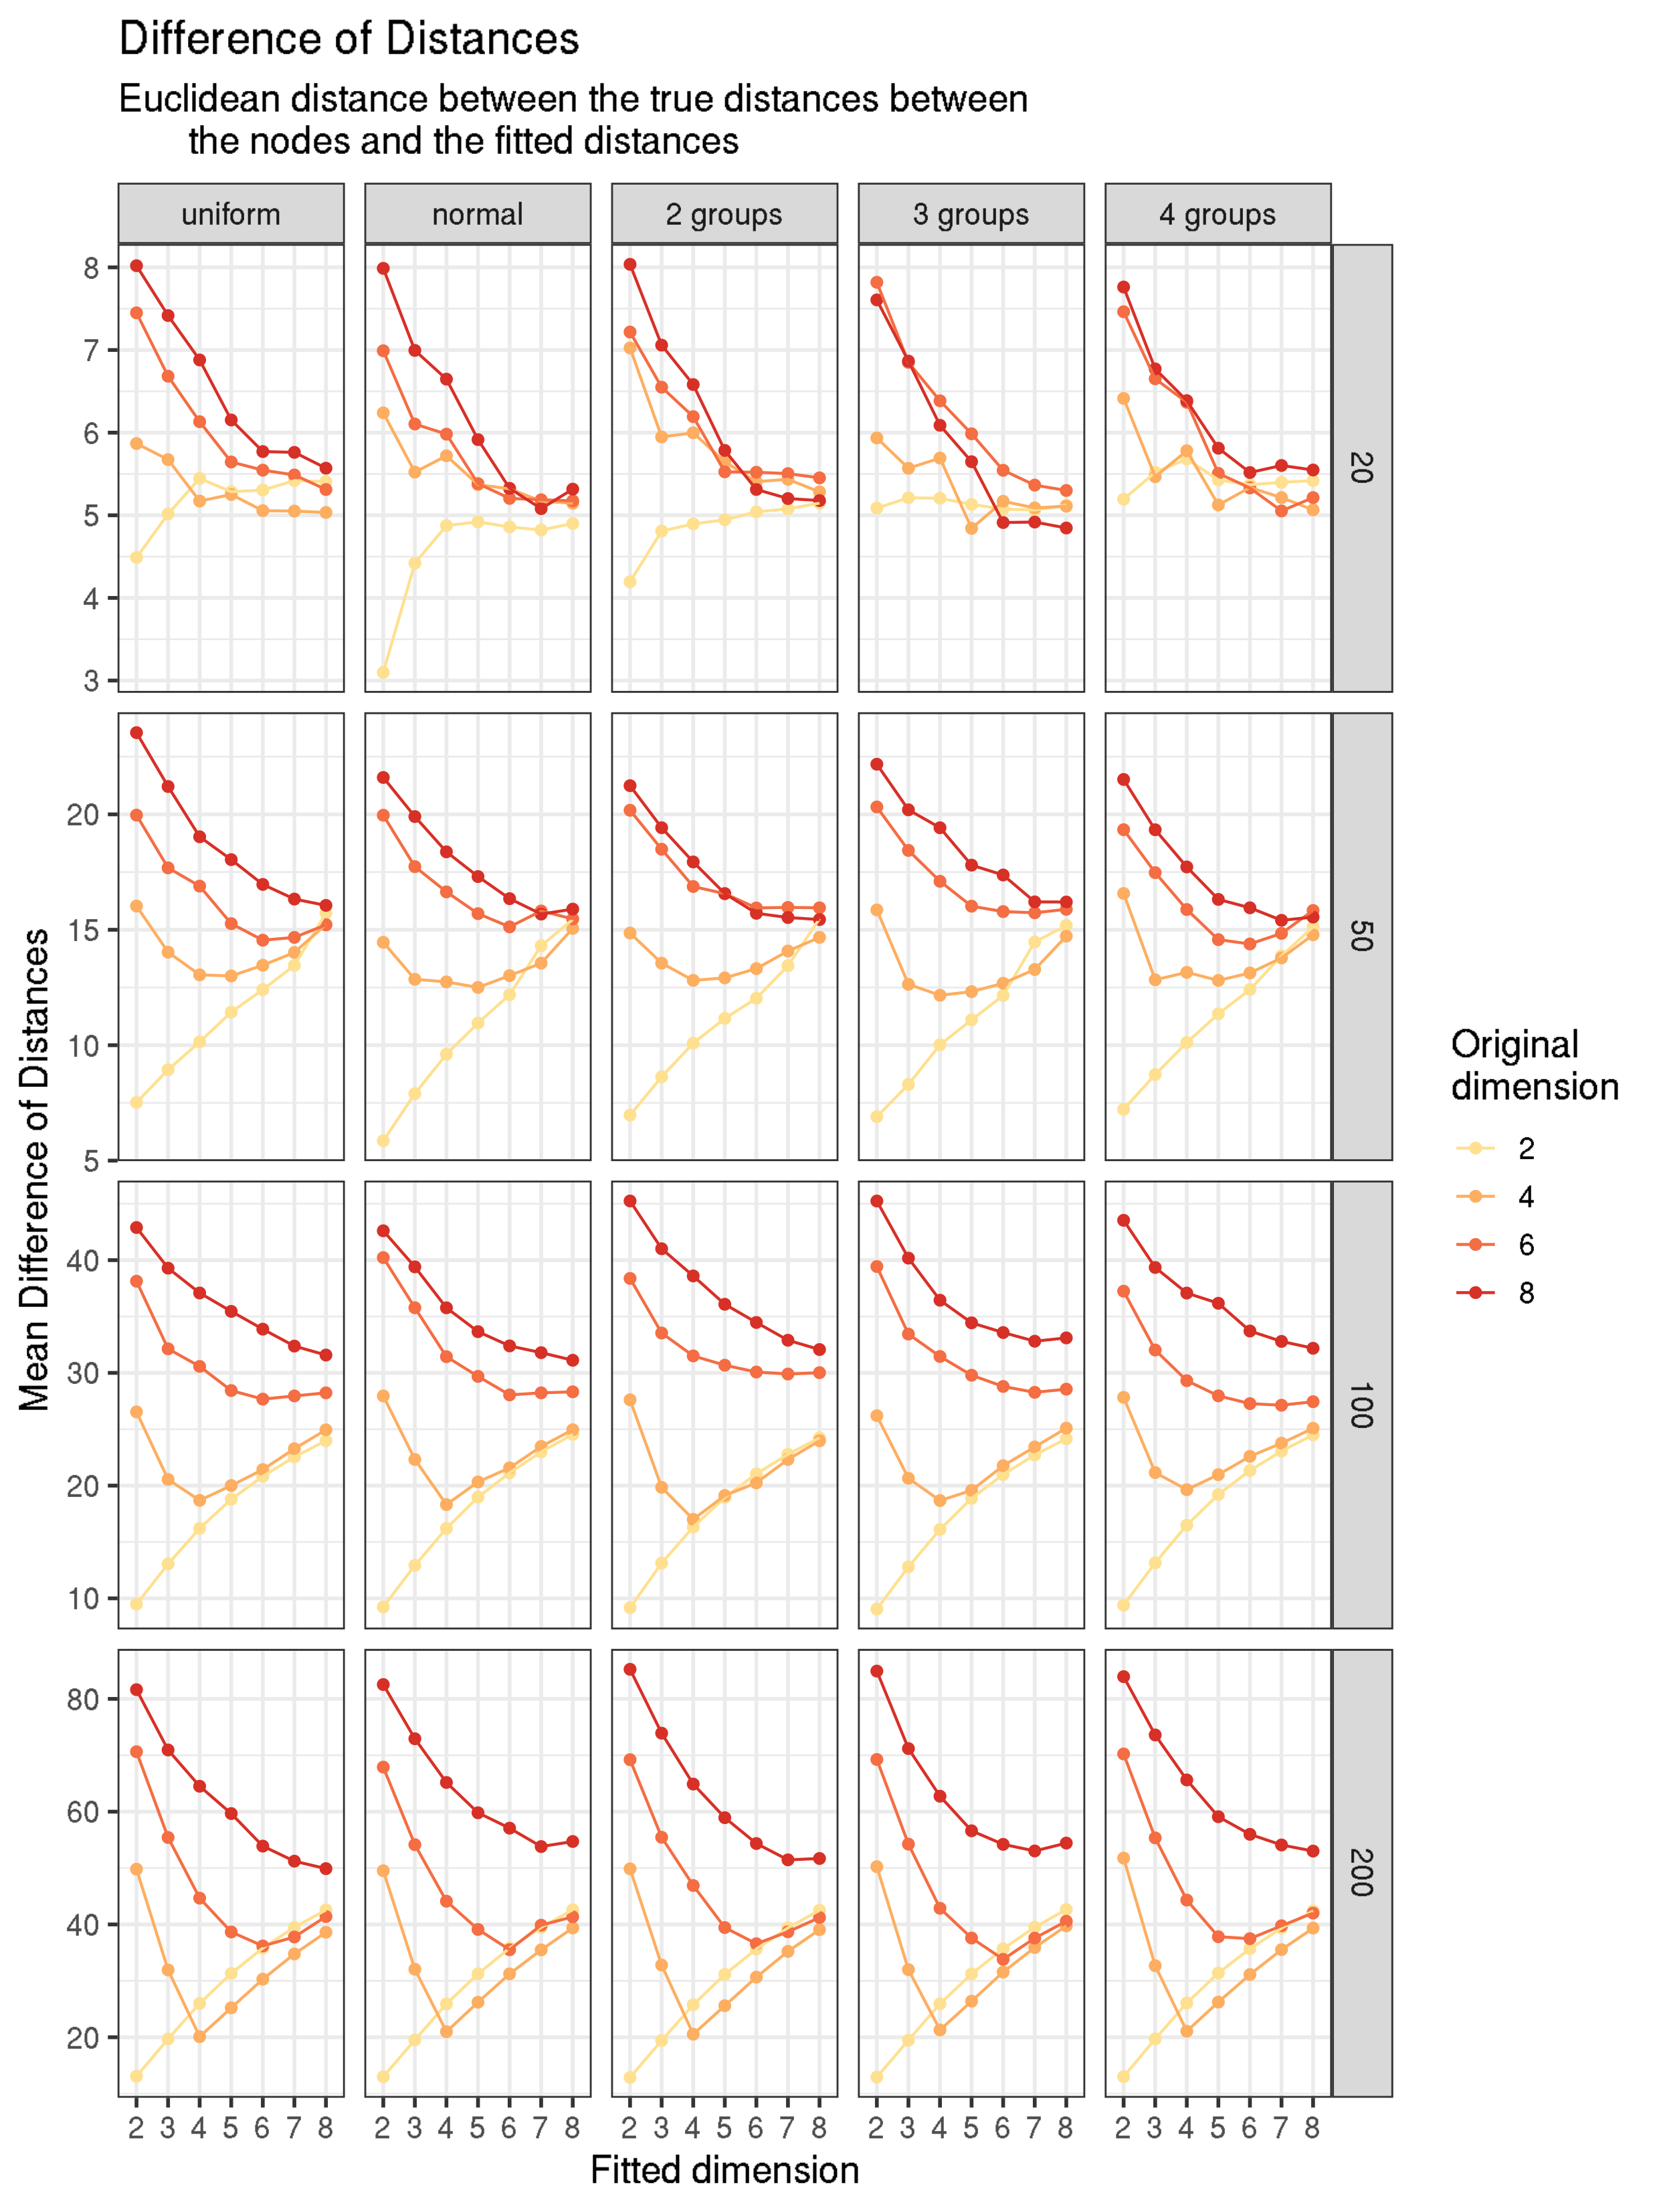 Difference of Distances
Euclidean distance between the true distances between
the nodes and the fitted distances
uniform normal 2 groups 3 groups 4 groups
8
7
6
5
4
3
20
20
15
10
5
50
40
30
20
10
100
80
60
40
20
200
Mean Difference of Distances
2 3 4 5 6 7 8 2 3 4 5 6 7 8 2 3 4 5 6 7 8 2 3 4 5 6 7 8 2 3 4 5 6 7 8
Fitted dimension
Original
dimension
2
4
6
8